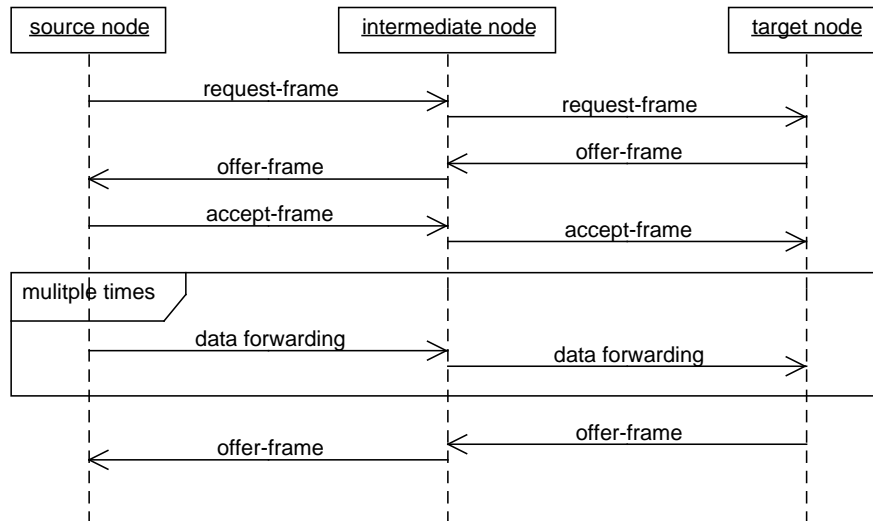 source node
intermediate node
target node
request-frame
request-frame
offer-frame
offer-frame
accept-frame
accept-frame
mulitple times
data forwarding
data forwarding
offer-frame
offer-frame